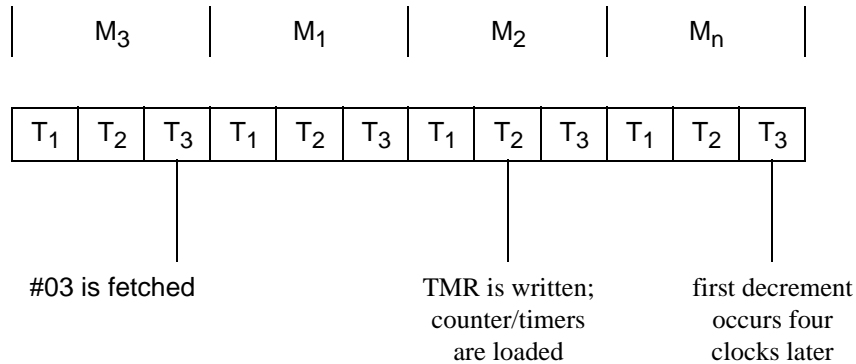 M3 M1 M2 Mn
T1 T2 T3 T1 T2 T3 T1 T2 T3 T1 T2 T3
#03 is fetched
TMR is written;
counter/timers
are loaded
first decrement
occurs four
clocks later